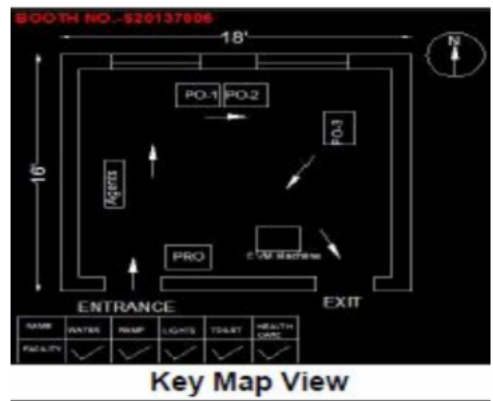 BOOTH NO.-S20137006
18'
N
PO-1 PO-2
PO-3
16'
Agents
PRO
EVM Machine
ENTRANCE
EXIT
NAME WATER RAMP LIGHTS TOILET HEALTH CARE
FACILITY
Key Map View